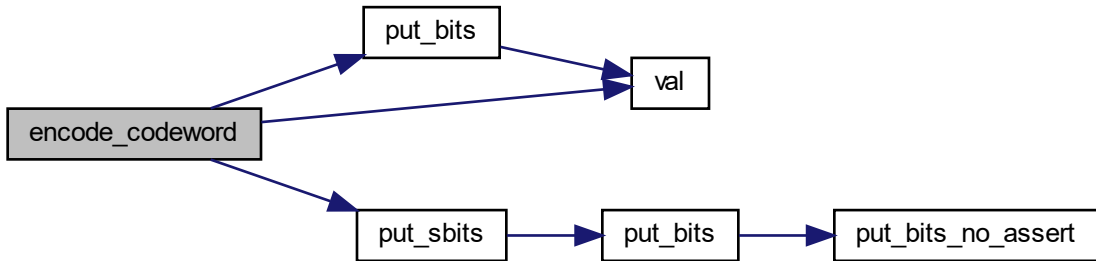 put_bits
val
encode_codeword
put_sbits
put_bits
put_bits_no_assert